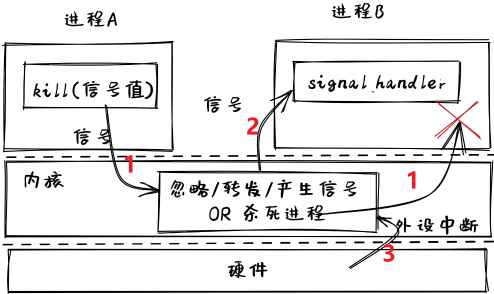 进程A
进程B
kill(信号值)
signal_handler
信号
2
信号
1
1
内核
忽略/转发/产生信号
OR 杀死进程
外设中断
3
硬件